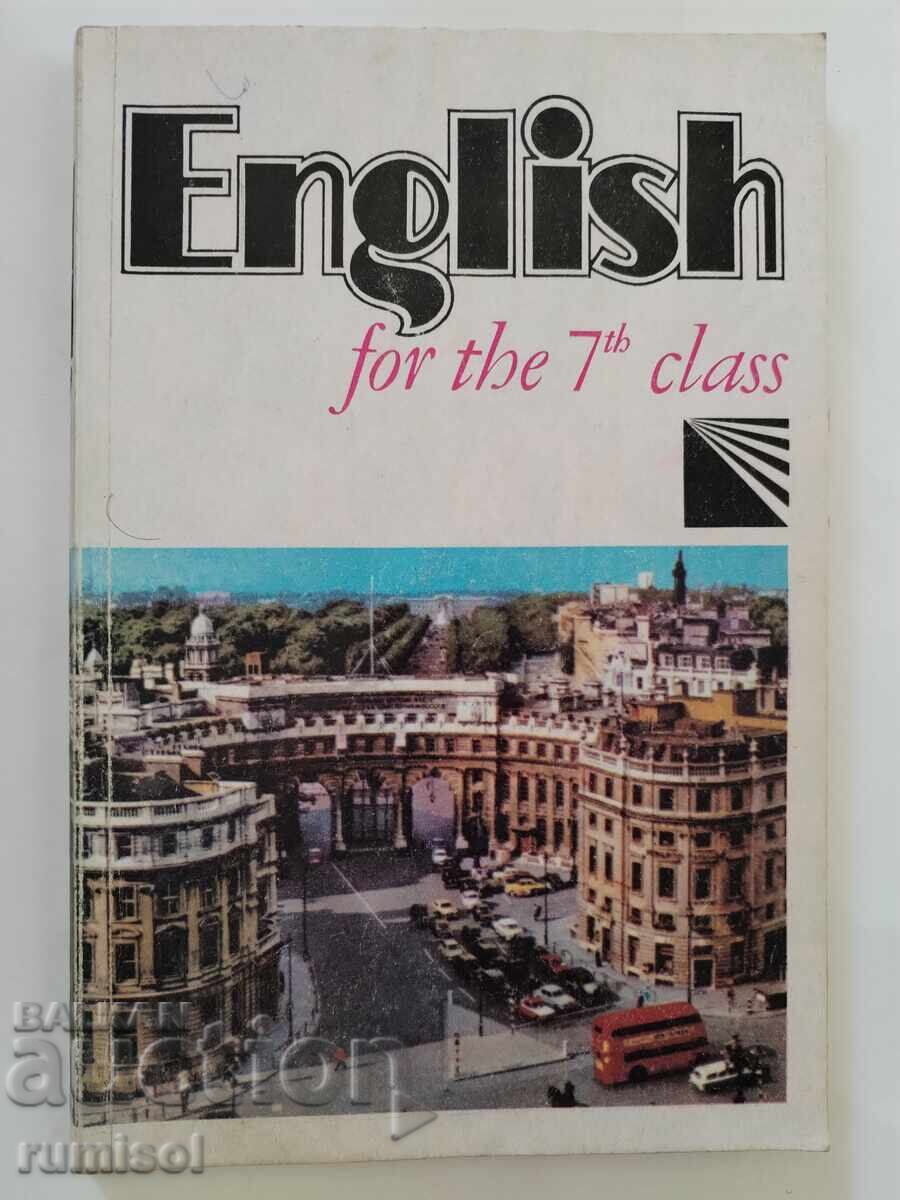 English
for the 7th class
BALKAN
auction
rumisol